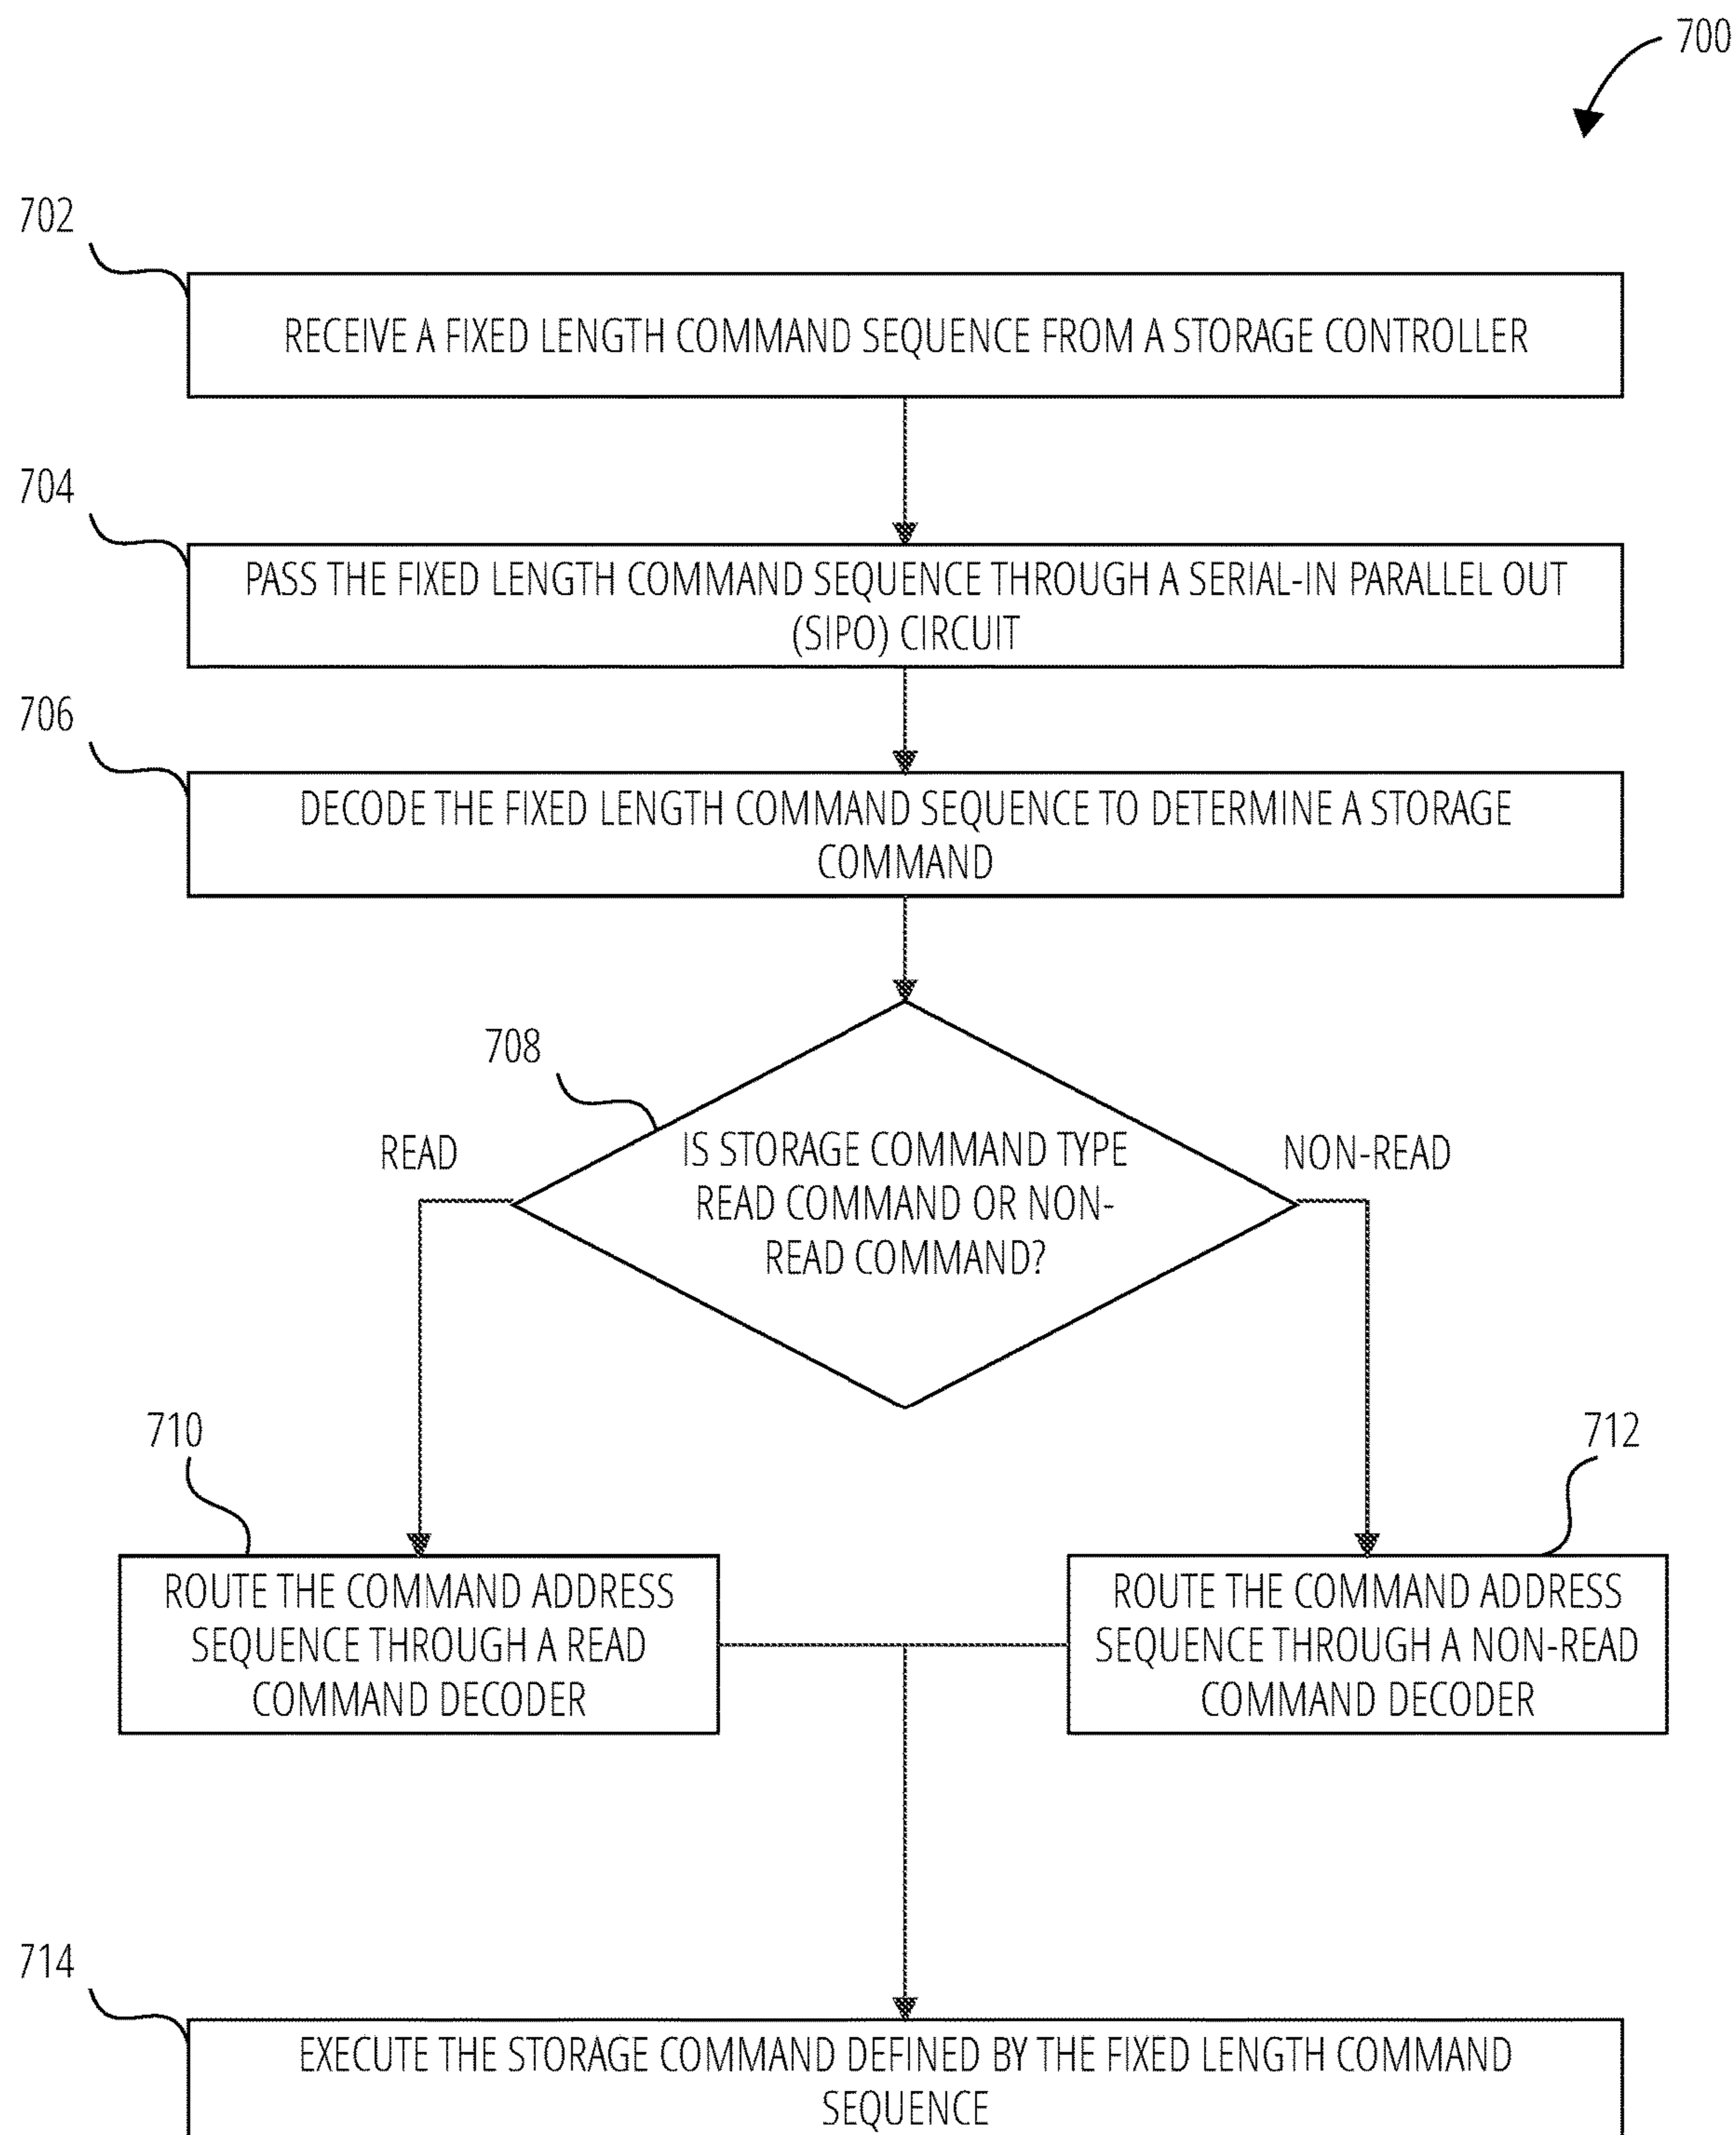 700
702
RECEIVE A FIXED LENGTH COMMAND SEQUENCE FROM A STORAGE CONTROLLER
704
PASS THE FIXED LENGTH COMMAND SEQUENCE THROUGH A SERIAL-IN PARALLEL OUT
(SIPO) CIRCUIT
706
DECODE THE FIXED LENGTH COMMAND SEQUENCE TO DETERMINE A STORAGE
COMMAND
708
READ
IS STORAGE COMMAND TYPE
READ COMMAND OR NON-
READ COMMAND?
NON-READ
710
ROUTE THE COMMAND ADDRESS
SEQUENCE THROUGH A READ
COMMAND DECODER
712
ROUTE THE COMMAND ADDRESS
SEQUENCE THROUGH A NON-READ
COMMAND DECODER
714
EXECUTE THE STORAGE COMMAND DEFINED BY THE FIXED LENGTH COMMAND
SEQUENCE